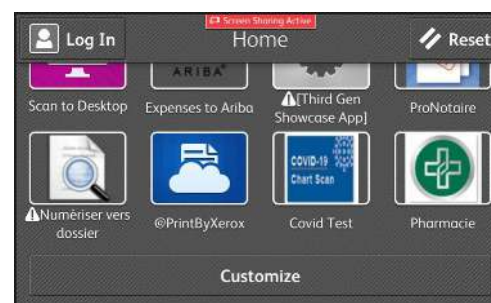 Screen Sharing Active
Log In
Home
Reset
ARIBA
Scan to Desktop
Expenses to Ariba
[Third Gen
Showcase App]
ProNotaire
COVID-19
Chart Scan
Numériser vers
dossier
@PrintByXerox
Covid Test
Pharmacie
Customize